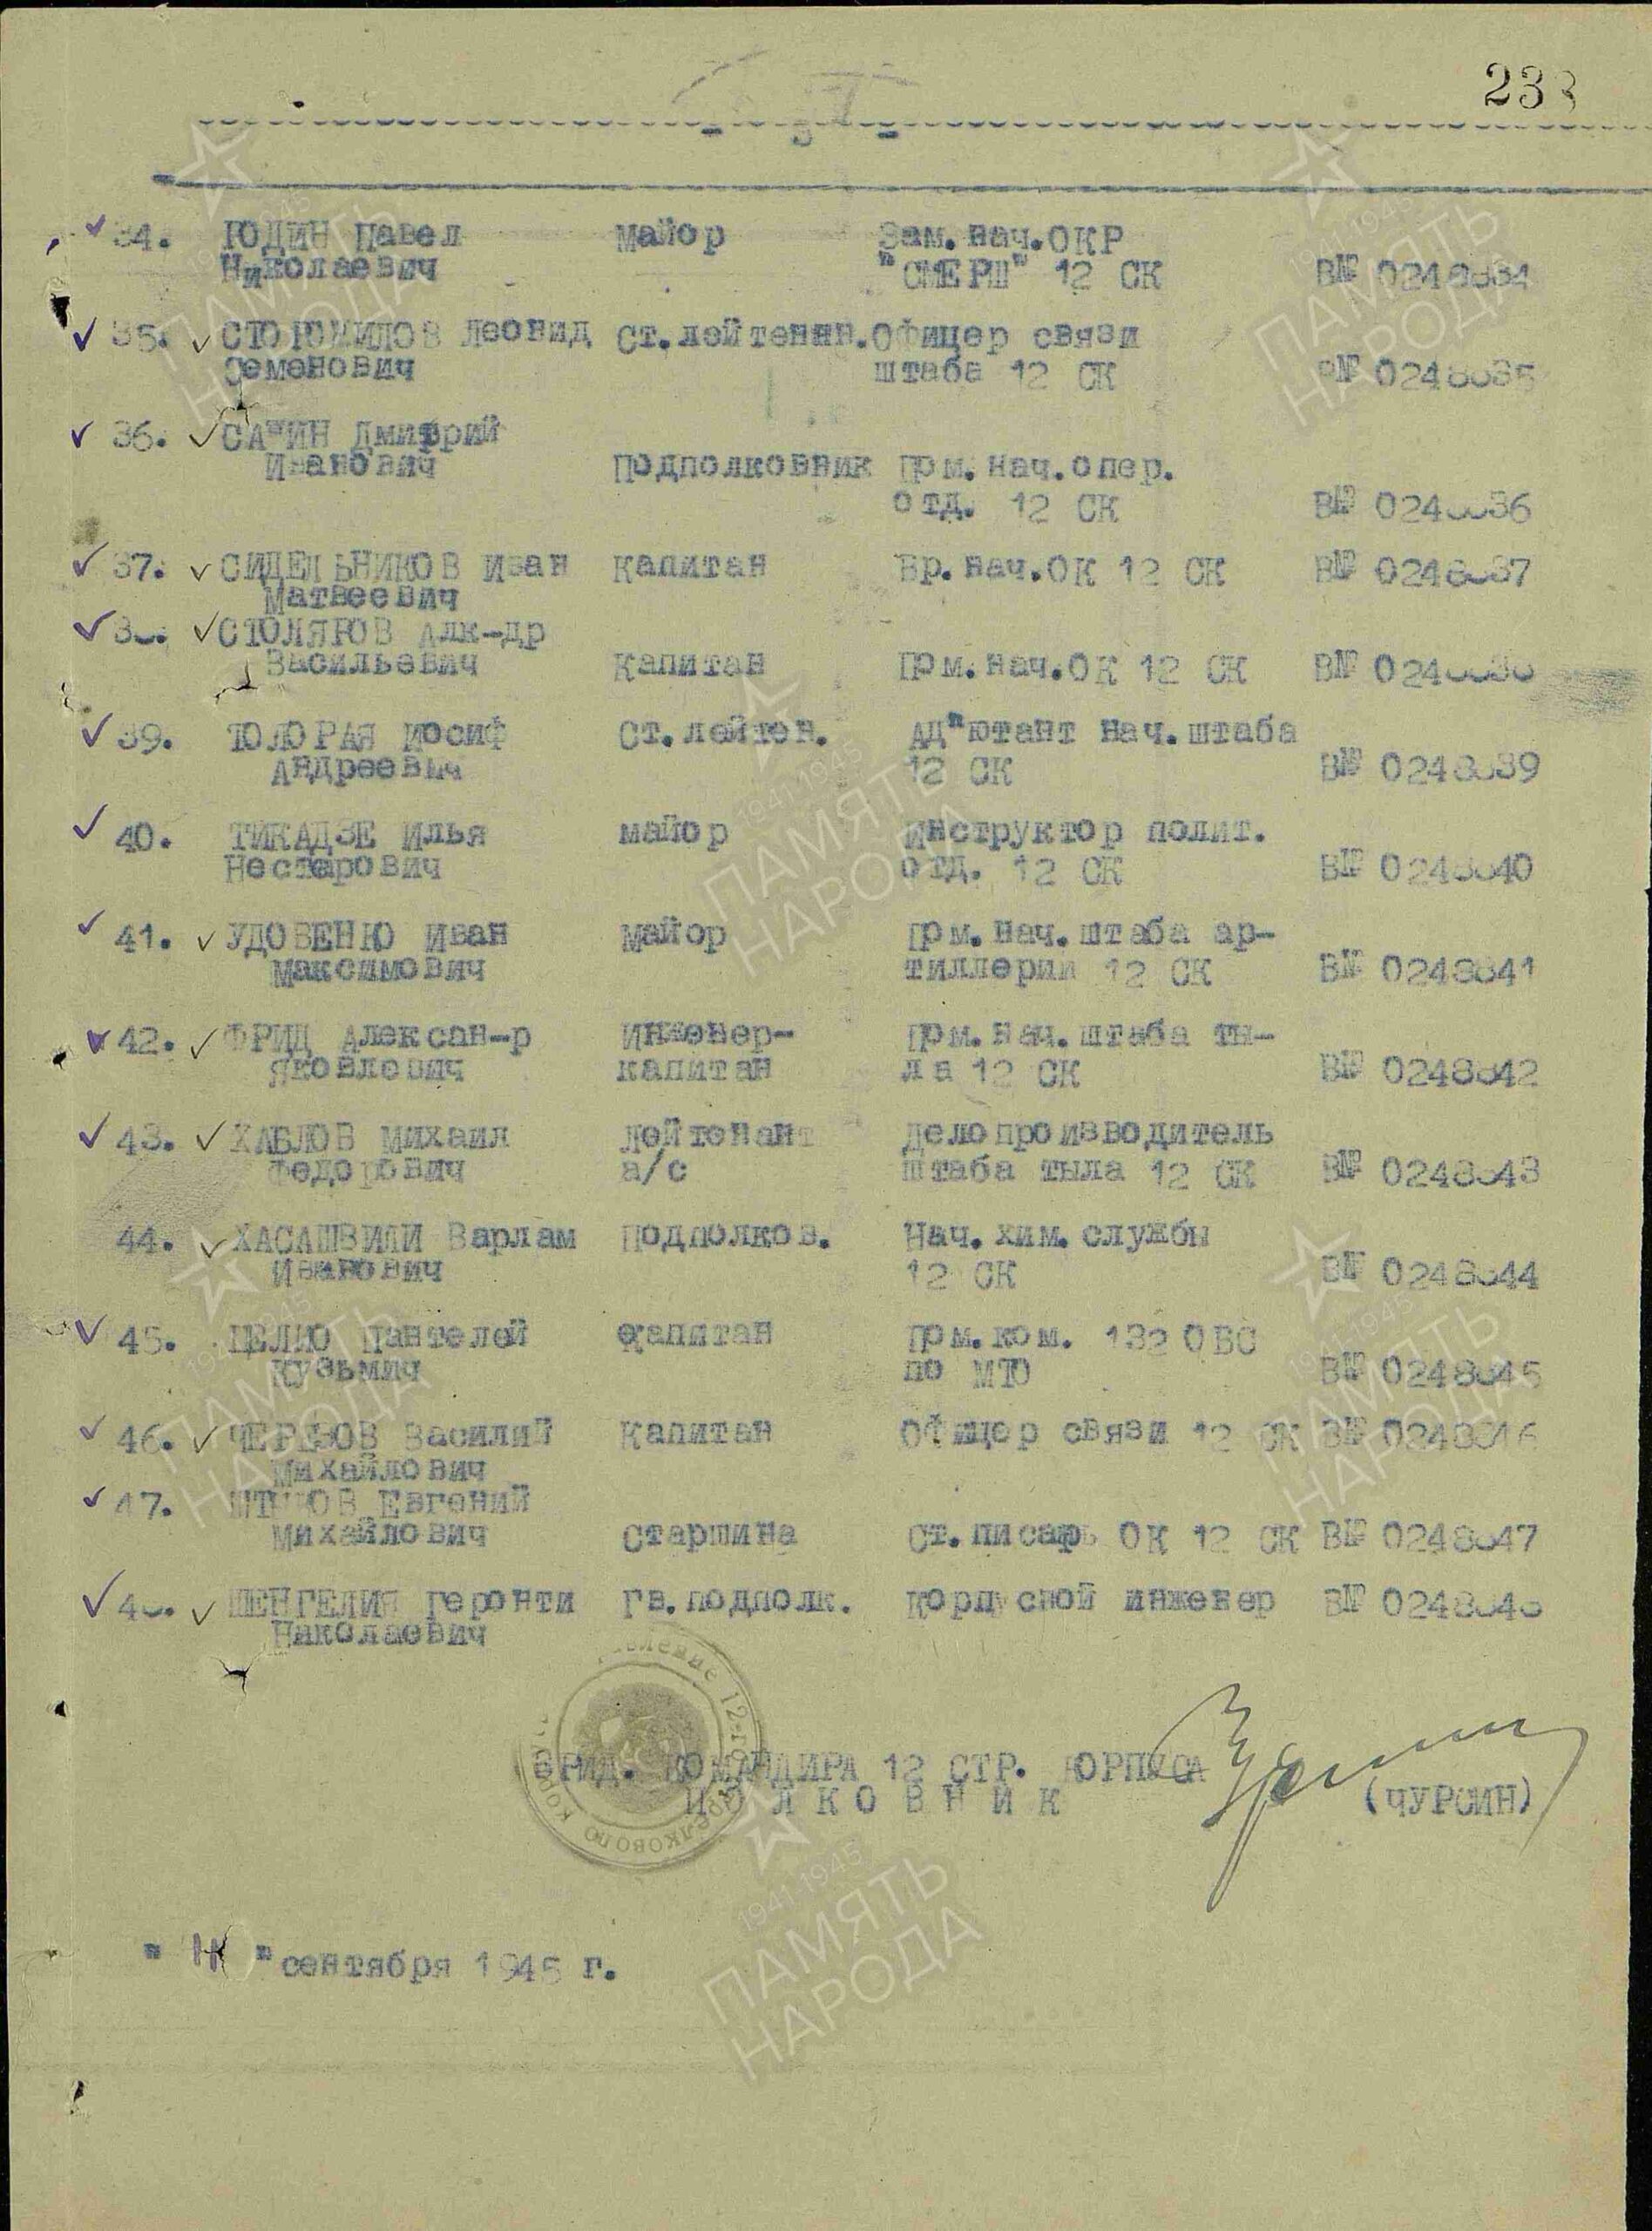 233
34. ЮДИН Павел майор Зам.нач.ОКР
Николаевич "СМЕРШ" 12 СК В№ 0248834
35. СТОРОМИЛОВ Леонид Ст.лейтенан. Офицер связи
Семенович штаба 12 СК В№ 0248835
36. САШИН Дмитрий
Иванович Подполковник Пом.нач.опер.
отд. 12 СК В№ 0248836
37. СИДЕЛЬНИКОВ Иван Капитан Вр.нач.ОК 12 СК В№ 0248837
Матвеевич
38. СТОЛЯРОВ Алк-др
Васильевич Капитан Пом.нач.ОК 12 СК В№ 0248838
39. ТОЛОРАЯ Иосиф Ст.лейтен. Ад"ютант нач.штаба
Андреевич 12 СК В№ 0248839
40. ТИКАДЗЕ Илья майор инструктор полит.
Нестарович отд. 12 СК В№ 0248840
41. УДОВЕНКО Иван майор Пом.нач.штаба ар-
Максимович тиллерии 12 СК В№ 0248841
42. ФРИД Алексан-р Инженер- Пом.нач.штаба ты-
Яковлевич капитан ла 12 СК В№ 0248842
43. ХАБЛОВ Михаил Лейтенант Делопроизводитель
Федорович а/с штаба тыла 12 СК В№ 0248843
44. ХАСАШВИЛИ Варлам Подполков. Нач.хим.службы
Иванович 12 СК В№ 0248844
45. ЦЕЛИО Пантелей капитан Пом.ком. 132 ОВС
Кузьмич по МТО В№ 0248845
46. ЧЕРЕЗОВ Василий Капитан Офицер связи 12 СК В№ 0248846
Михайлович
47. Евгений
Михайлович Старшина Ст.писарь ОК 12 СК В№ 0248847
48. ШЕНГЕЛИЯ Геронти Гв.подполк. Корпусной инженер В№ 0248848
Николаевич
ВРИД. КОМАНДИРА 12 СТР. КОРПУСА
ПОЛКОВНИК (ЧУРСИН)
" " сентября 1945 г.
1941-1945
ПАМЯТЬ
НАРОДА